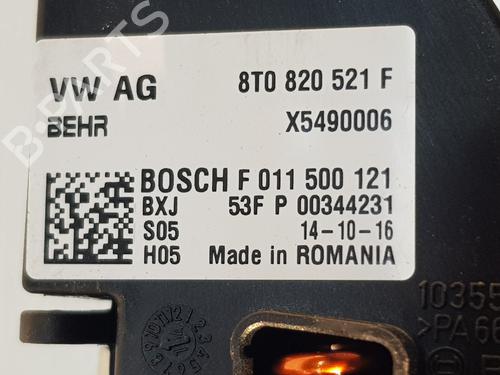 B-PARTS
VW AG 8T0 820 521 F
BEHR X5490006
BOSCH F 011 500 121
BXJ 53F P 00344231
S05 14-10-16
H05 Made in ROMANIA
10355
>PA66